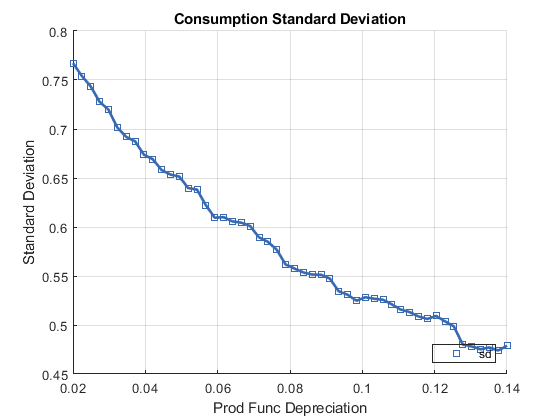 Consumption Standard Deviation
0.8
0.75
0.7
0.65
0.6
0.55
0.5
0.45
Standard Deviation
sd
0.02 0.04 0.06 0.08 0.1 0.12 0.14
Prod Func Depreciation